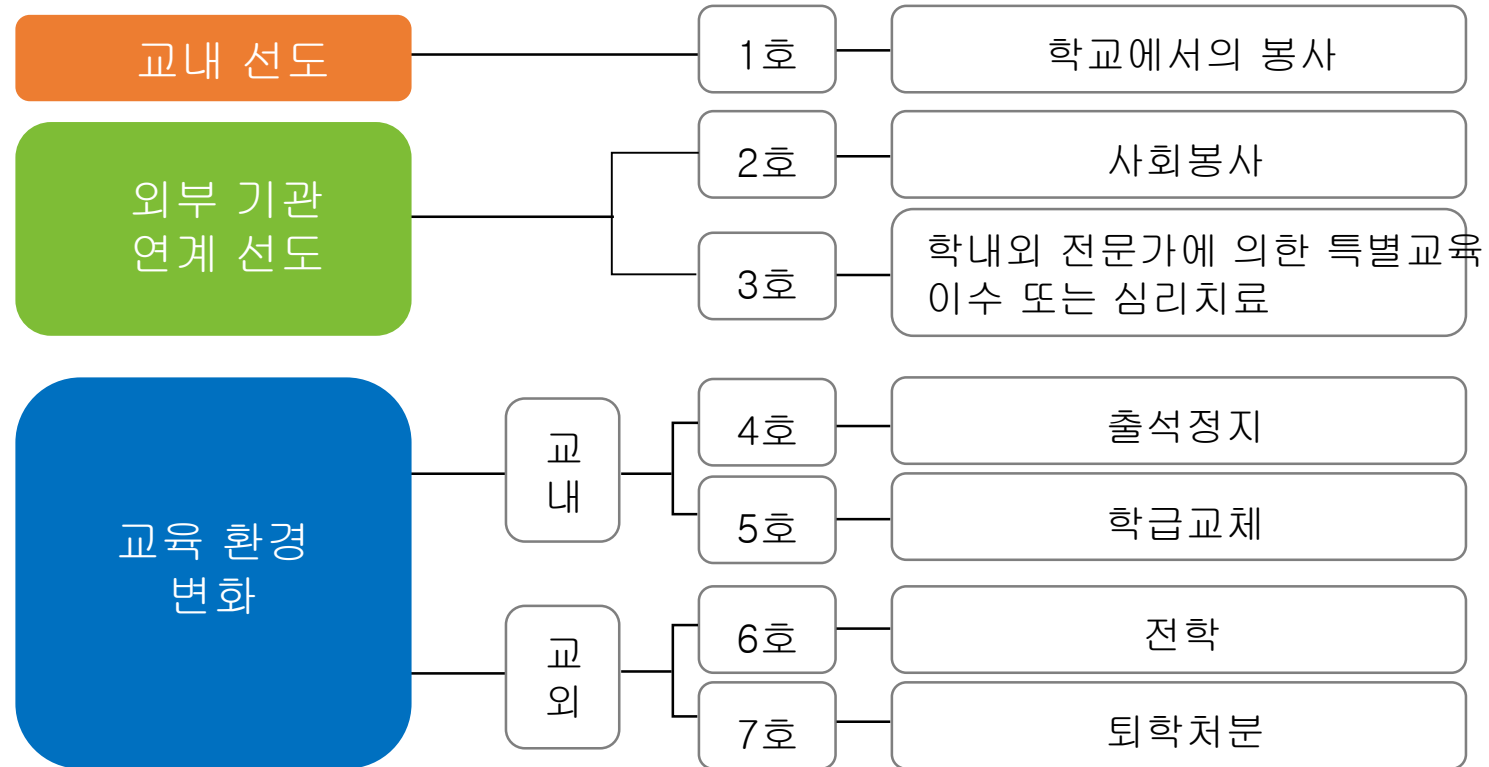 교내 선도
1호
학교에서의 봉사
외부 기관
연계 선도
2호
사회봉사
3호
학내외 전문가에 의한 특별교육
이수 또는 심리치료
교육 환경
변화
교
내
4호
출석정지
5호
학급교체
교
외
6호
전학
7호
퇴학처분